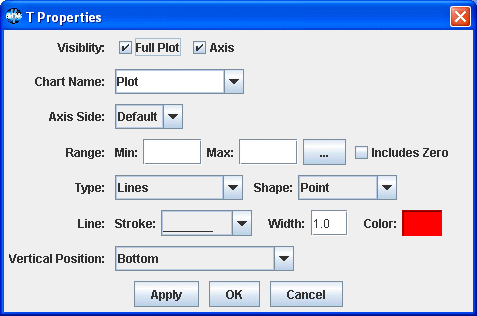 T Properties
Visiblity: Full Plot Axis
Chart Name: Plot
Axis Side: Default
Range: Min: Max: ... Includes Zero
Type: Lines Shape: Point
Line: Stroke: Width: 1.0 Color:
Vertical Position: Bottom
Apply OK Cancel